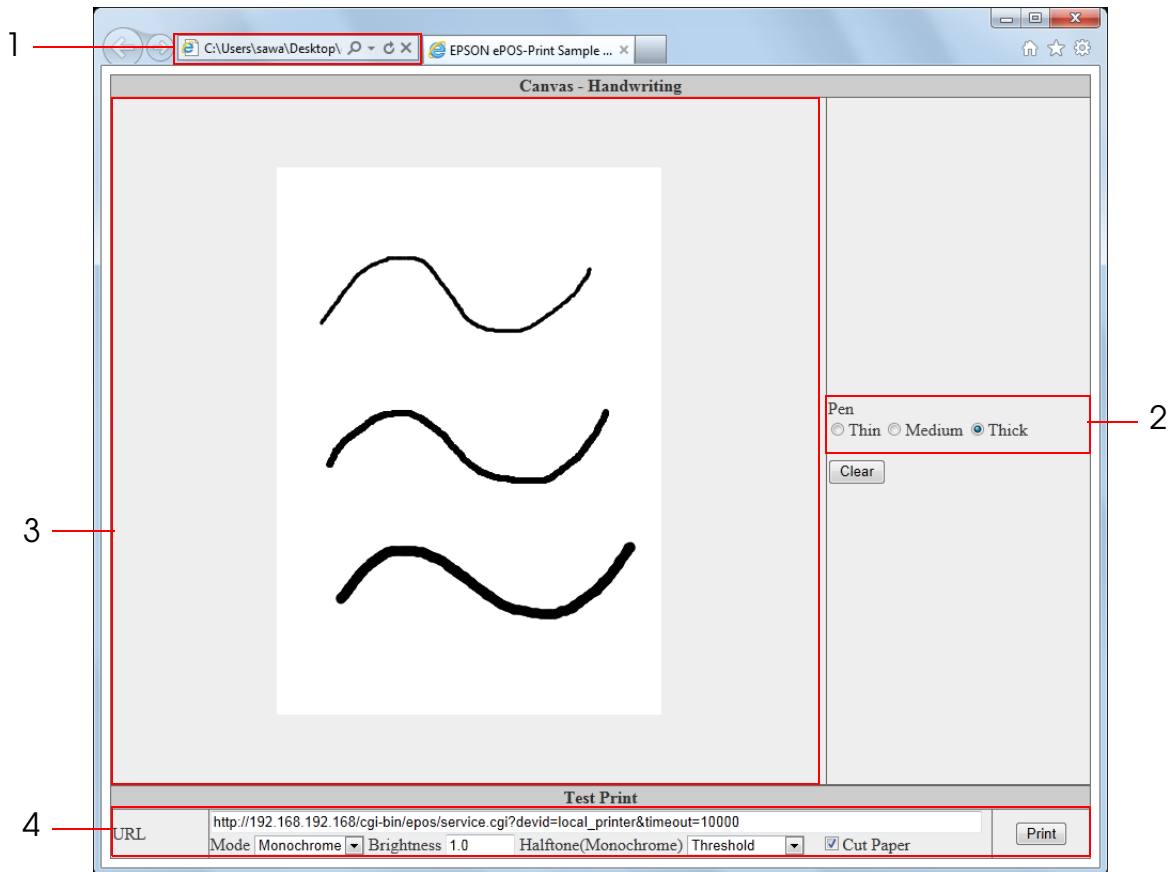 1
C:\Users\sawa\Desktop\
EPSON ePOS-Print Sample ...
Canvas - Handwriting
Pen
Thin Medium Thick
2
Clear
3
Test Print
4
URL
http://192.168.192.168/cgi-bin/epos/service.cgi?devid=local_printer&timeout=10000
Mode Monochrome Brightness 1.0 Halftone(Monochrome) Threshold Cut Paper
Print